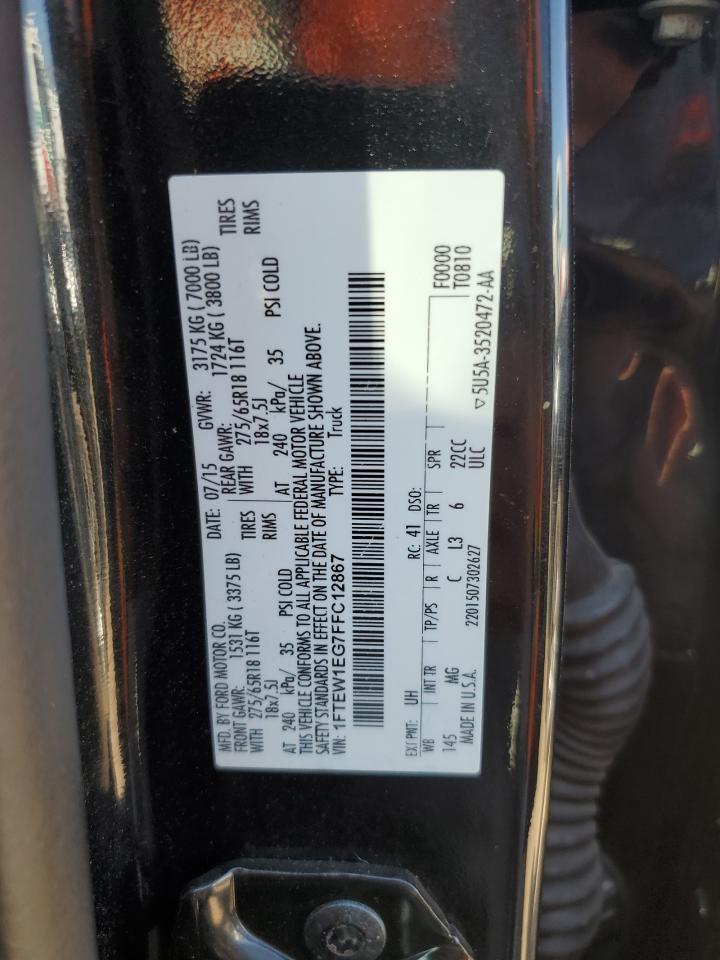 MFD. BY FORD MOTOR CO.
DATE: 07/15 GVWR: 3175 KG ( 7000 LB)
FRONT GAWR: 1531 KG ( 3375 LB) REAR GAWR: 1724 KG ( 3800 LB)
WITH 275/65R18 116T TIRES WITH 275/65R18 116T TIRES
18x7.5J RIMS 18x7.5J RIMS
AT 240 kPa/ 35 PSI COLD AT 240 kPa/ 35 PSI COLD
THIS VEHICLE CONFORMS TO ALL APPLICABLE FEDERAL MOTOR VEHICLE
SAFETY STANDARDS IN EFFECT ON THE DATE OF MANUFACTURE SHOWN ABOVE.
VIN: 1FTEW1EG7FFC12867 TYPE: Truck
F0000
T0810
EXT PNT: UH RC: 41 DSO:
WB INT TR TP/PS R AXLE TR SPR
145 MG C L3 6 22CC
MADE IN U.S.A. 2201507302627 ULC
▽5U5A-3520472-AA